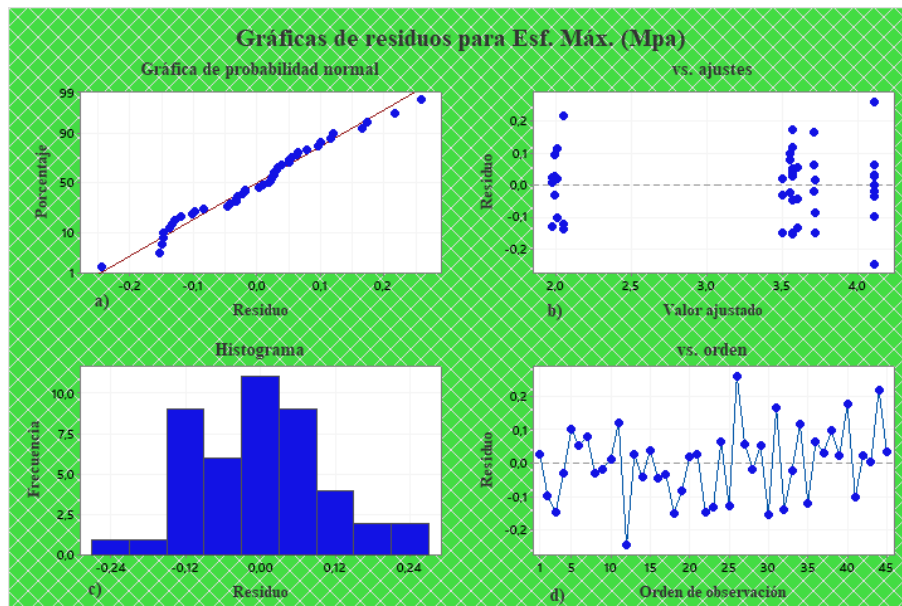 Gráficas de residuos para Esf. Máx. (Mpa)
Gráfica de probabilidad normal
Porcentaje
99
90
50
10
1
-0,2
-0,1
0,0
0,1
0,2
a)
Residuo
vs. ajustes
Residuo
0,2
0,1
0,0
-0,1
-0,2
2,0
2,5
3,0
3,5
4,0
b)
Valor ajustado
Histograma
Frecuencia
10,0
7,5
5,0
2,5
0,0
-0,24
-0,12
0,00
0,12
0,24
c)
Residuo
vs. orden
Residuo
0,2
0,1
0,0
-0,1
-0,2
1
5
10
15
20
25
30
35
40
45
d)
Orden de observación